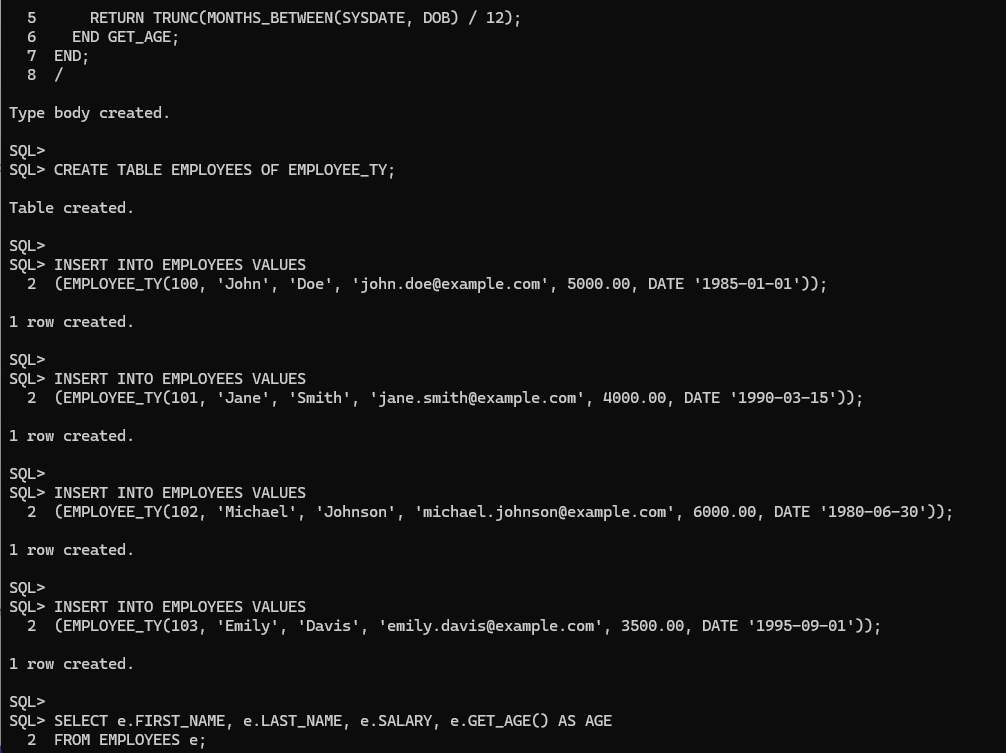 5      RETURN TRUNC(MONTHS_BETWEEN(SYSDATE, DOB) / 12);
  6    END GET_AGE;
  7  END;
  8  /
Type body created.
SQL>
SQL> CREATE TABLE EMPLOYEES OF EMPLOYEE_TY;
Table created.
SQL>
SQL> INSERT INTO EMPLOYEES VALUES
  2  (EMPLOYEE_TY(100, 'John', 'Doe', 'john.doe@example.com', 5000.00, DATE '1985-01-01'));
1 row created.
SQL>
SQL> INSERT INTO EMPLOYEES VALUES
  2  (EMPLOYEE_TY(101, 'Jane', 'Smith', 'jane.smith@example.com', 4000.00, DATE '1990-03-15'));
1 row created.
SQL>
SQL> INSERT INTO EMPLOYEES VALUES
  2  (EMPLOYEE_TY(102, 'Michael', 'Johnson', 'michael.johnson@example.com', 6000.00, DATE '1980-06-30'));
1 row created.
SQL>
SQL> INSERT INTO EMPLOYEES VALUES
  2  (EMPLOYEE_TY(103, 'Emily', 'Davis', 'emily.davis@example.com', 3500.00, DATE '1995-09-01'));
1 row created.
SQL>
SQL> SELECT e.FIRST_NAME, e.LAST_NAME, e.SALARY, e.GET_AGE() AS AGE
  2  FROM EMPLOYEES e;